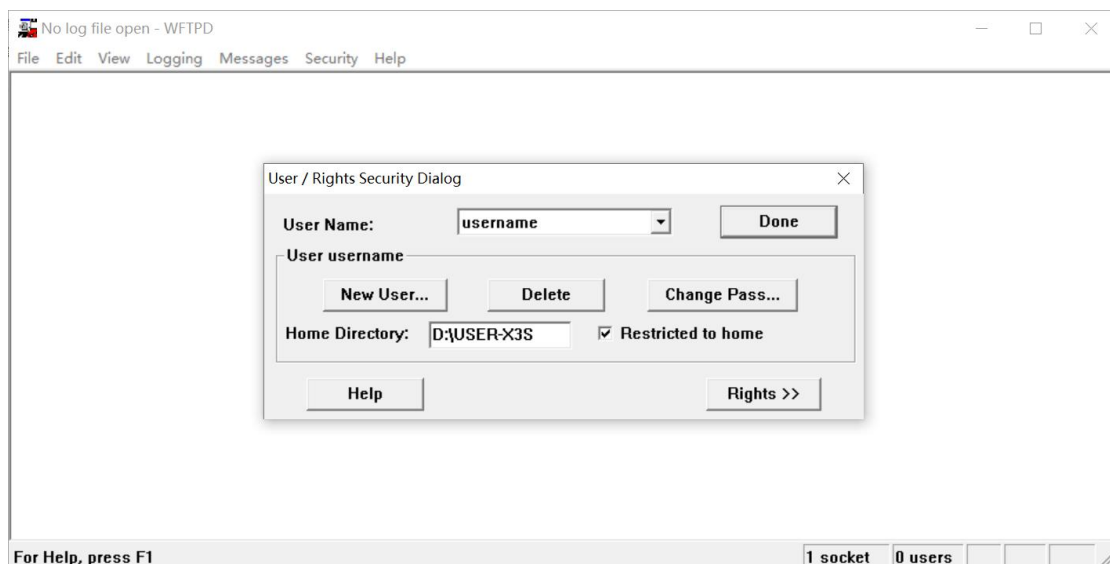 No log file open - WFTPD
File Edit View Logging Messages Security Help
User / Rights Security Dialog
User Name: username Done
User username
New User... Delete Change Pass...
Home Directory: D:\USER-X3S Restricted to home
Help Rights >>
For Help, press F1 1 socket 0 users